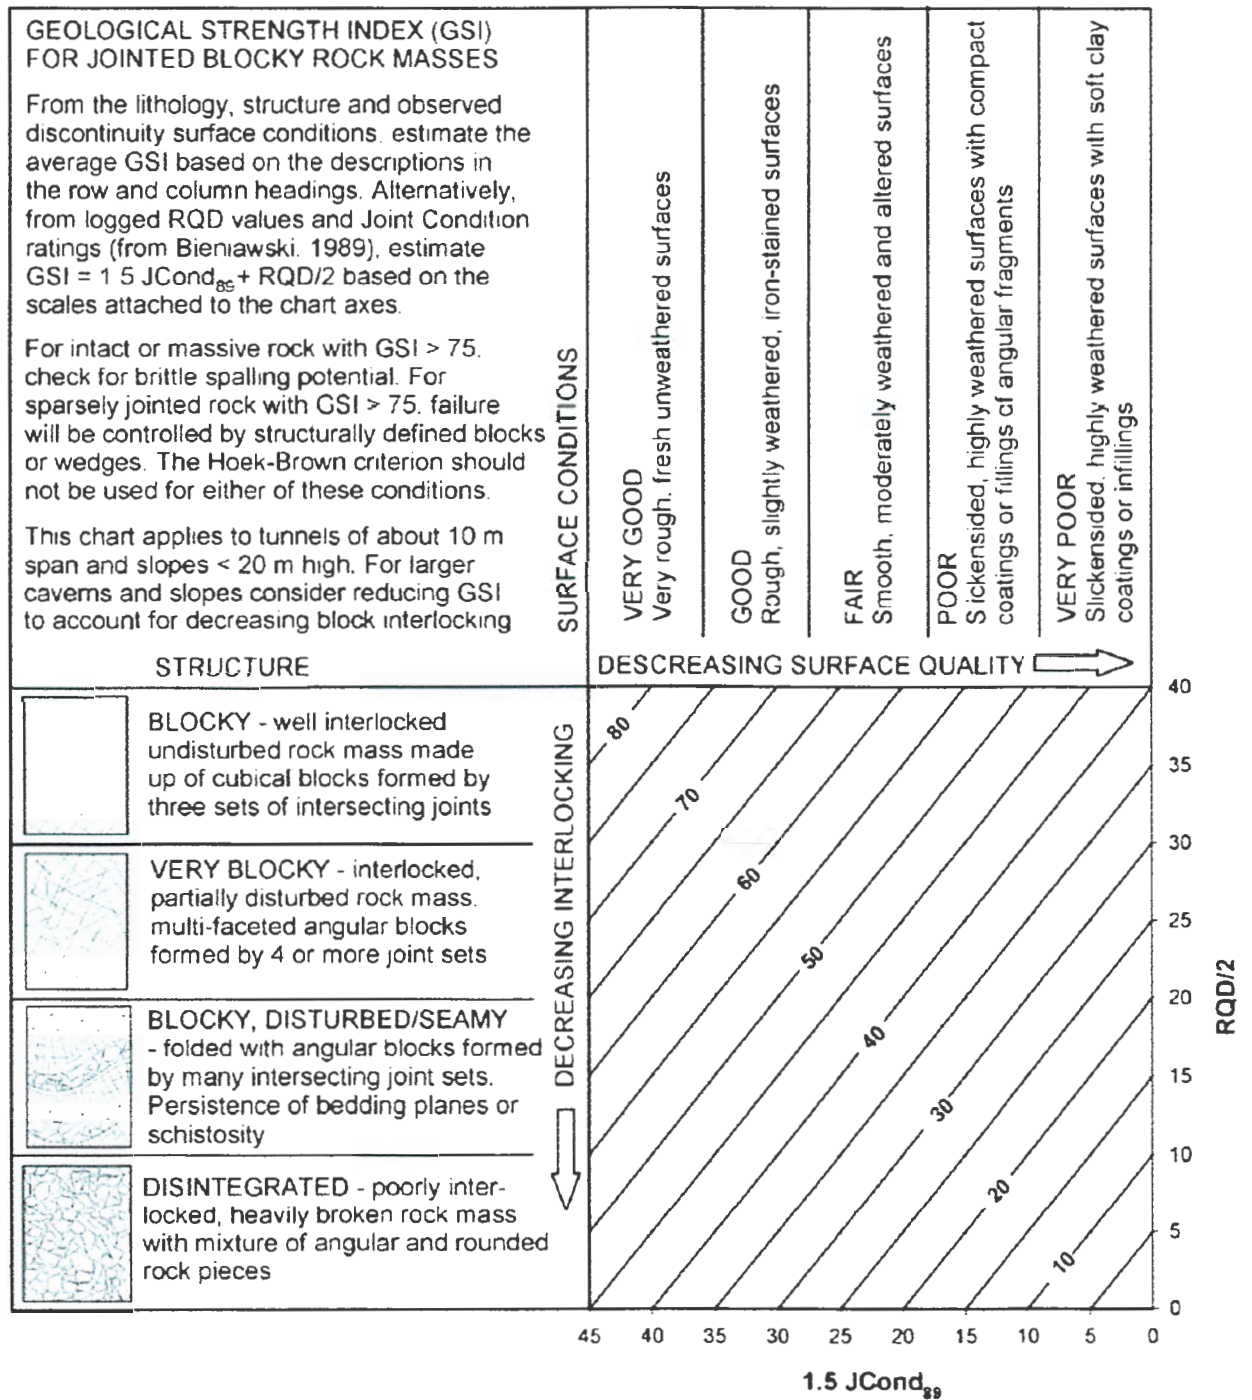 GEOLOGICAL STRENGTH INDEX (GSI)
FOR JOINTED BLOCKY ROCK MASSES
From the lithology, structure and observed
discontinuity surface conditions. estimate the
average GSI based on the descriptions in
the row and column headings. Alternatively,
from logged RQD values and Joint Condition
ratings (from Bieniawski. 1989), estimate
GSI = 1 5 JCond89 + RQD/2 based on the
scales attached to the chart axes.
For intact or massive rock with GSI > 75.
check for brittle spalling potential. For
sparsely jointed rock with GSI > 75. failure
will be controlled by structurally defined blocks
or wedges. The Hoek-Brown criterion should
not be used for either of these conditions.
This chart applies to tunnels of about 10 m
span and slopes < 20 m high. For larger
caverns and slopes consider reducing GSI
to account for decreasing block interlocking
SURFACE CONDITIONS
VERY GOOD
Very rough. fresh unweathered surfaces
GOOD
Rough, slightly weathered, iron-stained surfaces
FAIR
Smooth, moderately weathered and altered surfaces
POOR
S ickensided, highly weathered surfaces with compact
coatings or fillings of angular fragments
VERY POOR
Slickensided. highly weathered surfaces with soft clay
coatings or infillings
STRUCTURE
DESCREASING SURFACE QUALITY
BLOCKY - well interlocked
undisturbed rock mass made
up of cubical blocks formed by
three sets of intersecting joints
VERY BLOCKY - interlocked,
partially disturbed rock mass.
multi-faceted angular blocks
formed by 4 or more joint sets
BLOCKY, DISTURBED/SEAMY
- folded with angular blocks formed
by many intersecting joint sets.
Persistence of bedding planes or
schistosity
DISINTEGRATED - poorly inter-
locked, heavily broken rock mass
with mixture of angular and rounded
rock pieces
DECREASING INTERLOCKING
80
70
60
50
40
30
20
10
40
35
30
25
20
15
10
5
0
RQD/2
45 40 35 30 25 20 15 10 5 0
1.5 JCond89